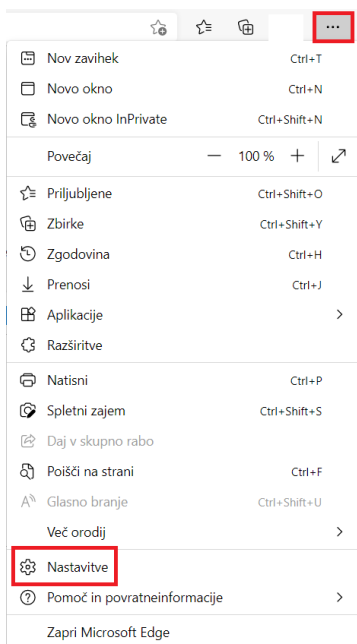 Nov zavihek Ctrl+T
Novo okno Ctrl+N
Novo okno InPrivate Ctrl+Shift+N
Povečaj — 100 % +
Priljubljene Ctrl+Shift+O
Zbirke Ctrl+Shift+Y
Zgodovina Ctrl+H
Prenosi Ctrl+J
Aplikacije
Razširitve
Natisni Ctrl+P
Spletni zajem Ctrl+Shift+S
Daj v skupno rabo
Poišči na strani Ctrl+F
Glasno branje Ctrl+Shift+U
Več orodij
Nastavitve
Pomoč in povratneinformacije
Zapri Microsoft Edge